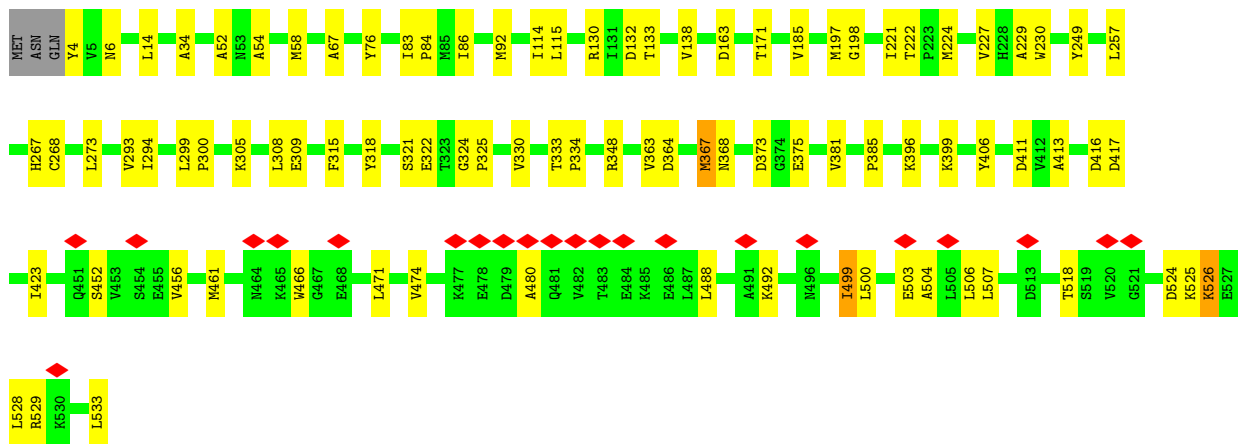 MET ASN GLN Y4 V5 N6 L14 A34 A52 N53 A54 M58 A67 Y76 I83 P84 M85 I86 M92 I114 L115 R130 I131 D132 T133 V138 D163 T171 V185 M197 G198 I221 T222 P223 M224 V227 H228 A229 W230 Y249 L257
H267 C268 L273 V293 I294 L299 P300 K305 L308 E309 F315 Y318 S321 E322 T323 G324 P325 V330 T333 P334 R348 V363 D364 M367 N368 D373 G374 E375 V381 P385 K396 K399 Y406 D411 V412 A413 D416 D417
I423 Q451 S452 V453 S454 E455 V456 M461 N464 K465 W466 G467 E468 L471 V474 K477 E478 D479 A480 Q481 V482 T483 E484 K485 E486 L487 L488 A491 K492 N496 I499 L500 E503 A504 L505 L506 L507 D513 T518 S519 V520 G521 D524 K525 K526 E527
L528 R529 K530 L533